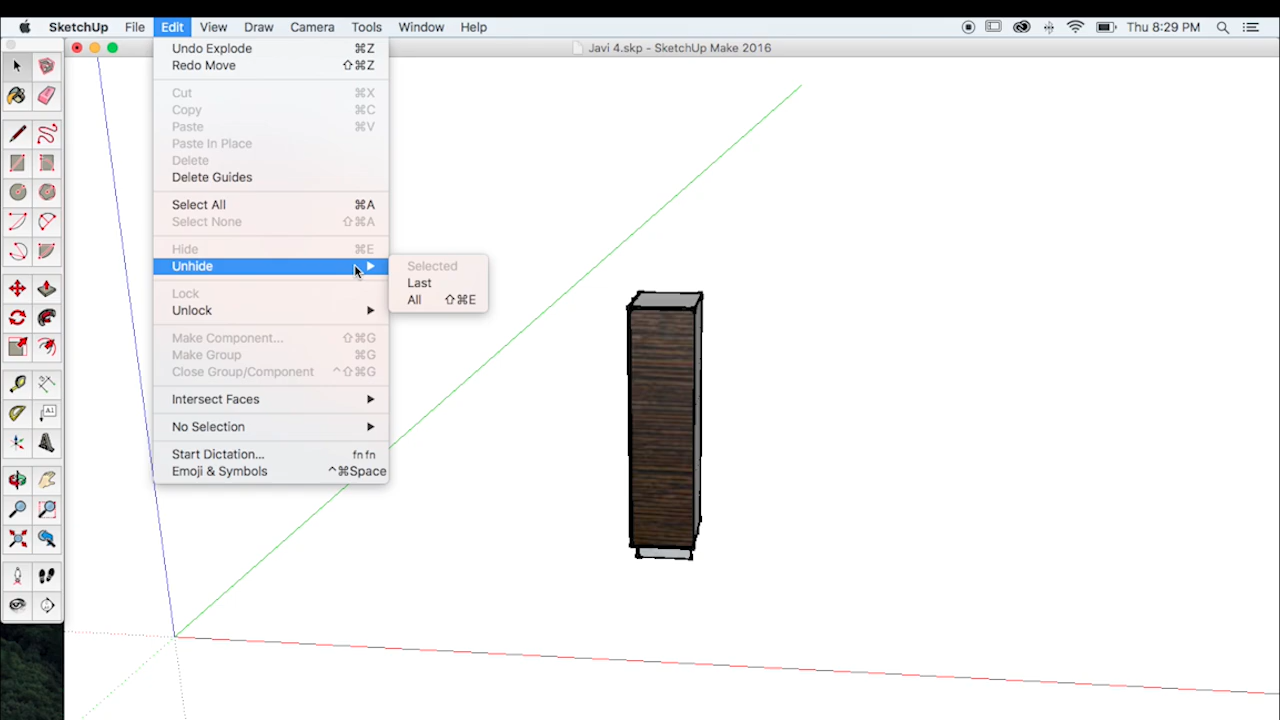 SketchUp File Edit View Draw Camera Tools Window Help Thu 8:29 PM
Javi 4.skp - SketchUp Make 2016
Undo Explode ⌘Z
Redo Move ⇧⌘Z
Cut ⌘X
Copy ⌘C
Paste ⌘V
Paste In Place
Delete
Delete Guides
Select All ⌘A
Select None ⇧⌘A
Hide ⌘E
Unhide
Selected
Last
All ⇧⌘E
Lock
Unlock
Make Component... ⇧⌘G
Make Group ⌘G
Close Group/Component ^⇧⌘G
Intersect Faces
No Selection
Start Dictation... fn fn
Emoji & Symbols ^⌘Space
A1